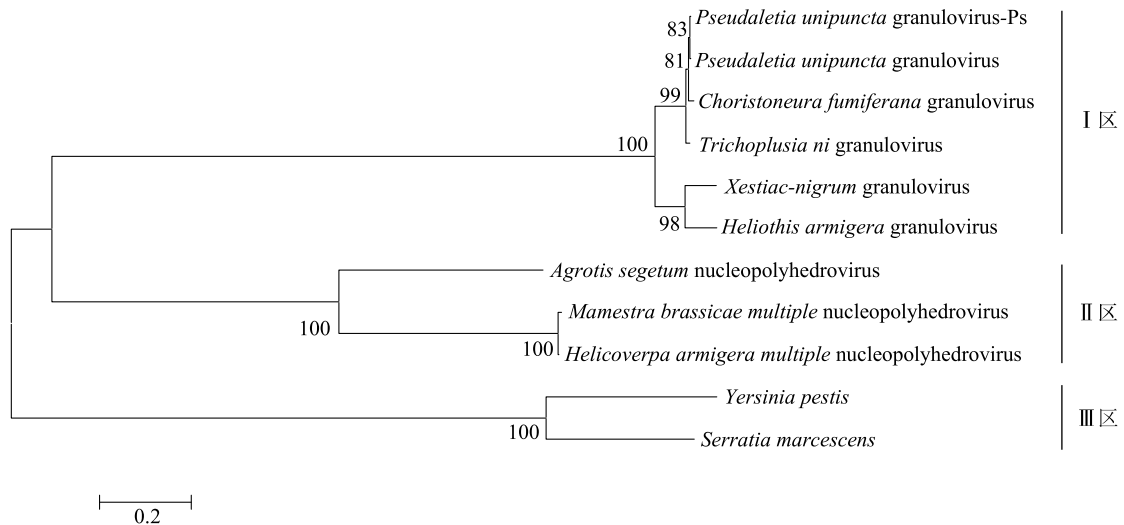 83
Pseudaletia unipuncta granulovirus-Ps
81
Pseudaletia unipuncta granulovirus
99
Choristoneura fumiferana granulovirus
Ⅰ区
100
Trichoplusia ni granulovirus
Xestiac-nigrum granulovirus
98
Heliothis armigera granulovirus
Agrotis segetum nucleopolyhedrovirus
100
Mamestra brassicae multiple nucleopolyhedrovirus
Ⅱ区
100
Helicoverpa armigera multiple nucleopolyhedrovirus
Yersinia pestis
Ⅲ区
100
Serratia marcescens
0.2